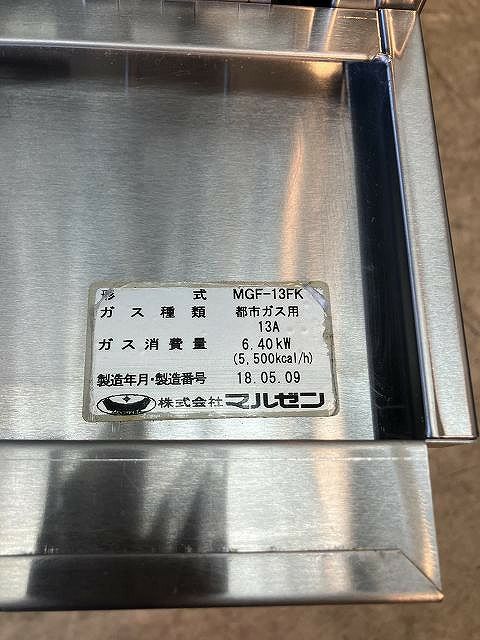 形式 MGF-13FK
ガス種類 都市ガス用
13A
ガス消費量 6.40kW
(5,500kcal/h)
製造年月・製造番号 18.05.09
株式会社マルゼン